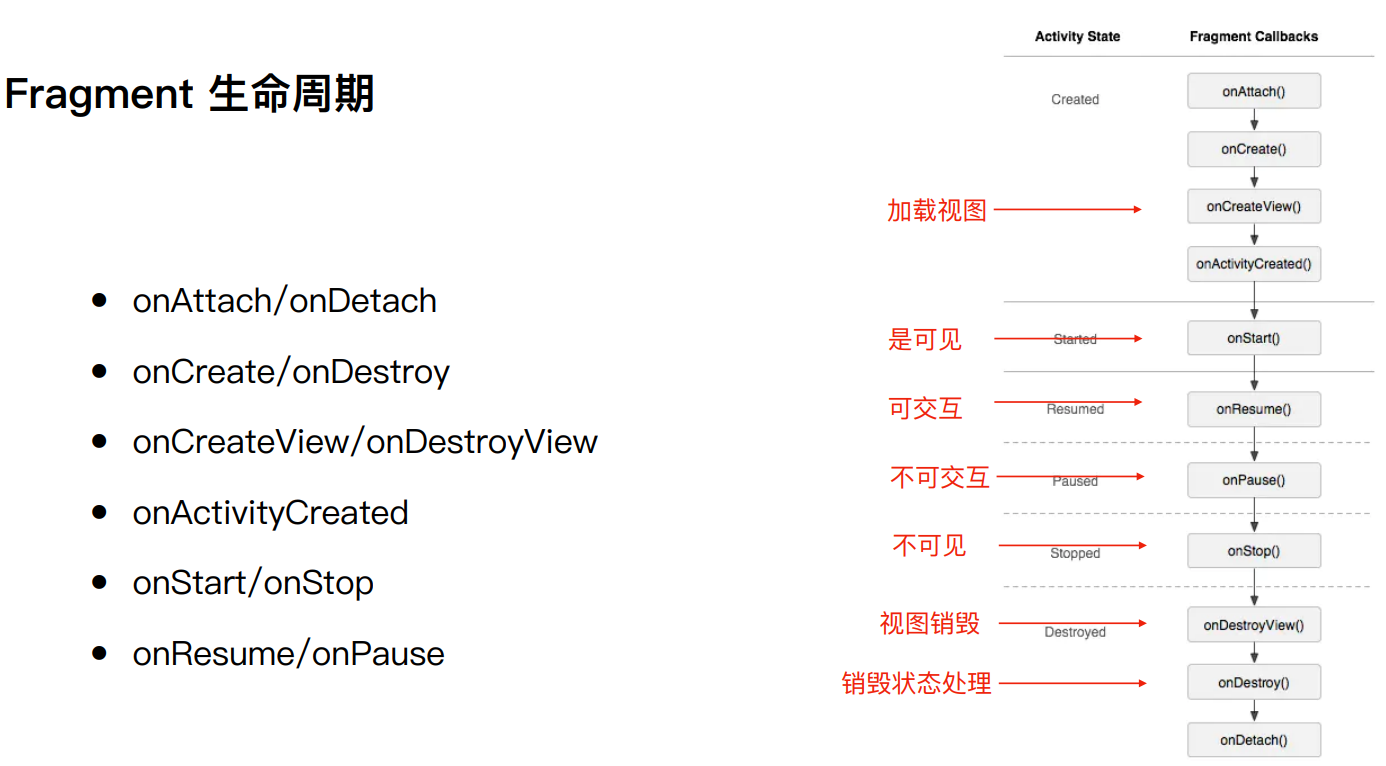 Fragment 生命周期
onAttach/onDetach
onCreate/onDestroy
onCreateView/onDestroyView
onActivityCreated
onStart/onStop
onResume/onPause
Activity State Fragment Callbacks
Created onAttach()
onCreate()
加载视图 onCreateView()
onActivityCreated()
是可见 Started onStart()
可交互 Resumed onResume()
不可交互 Paused onPause()
不可见 Stopped onStop()
视图销毁 Destroyed onDestroyView()
销毁状态处理 onDestroy()
onDetach()